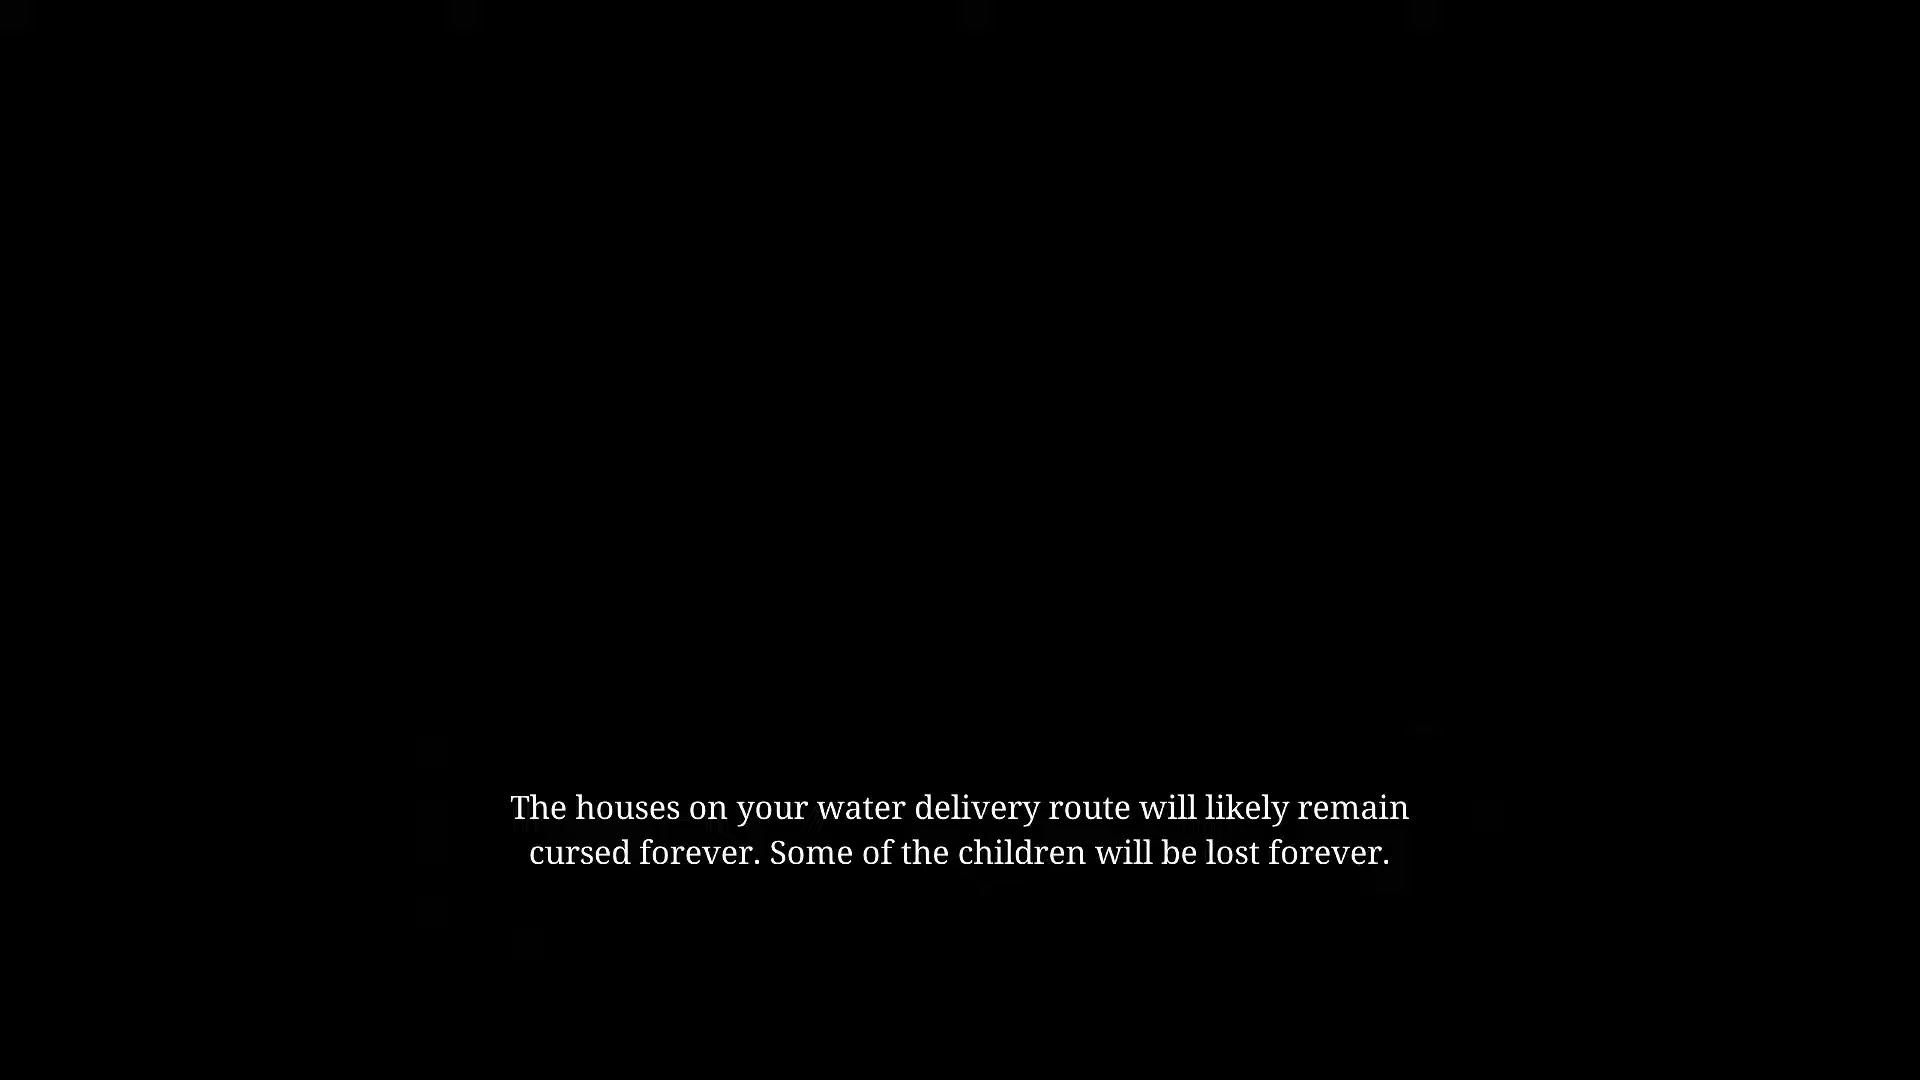 The houses on your water delivery route will likely remain
cursed forever. Some of the children will be lost forever.